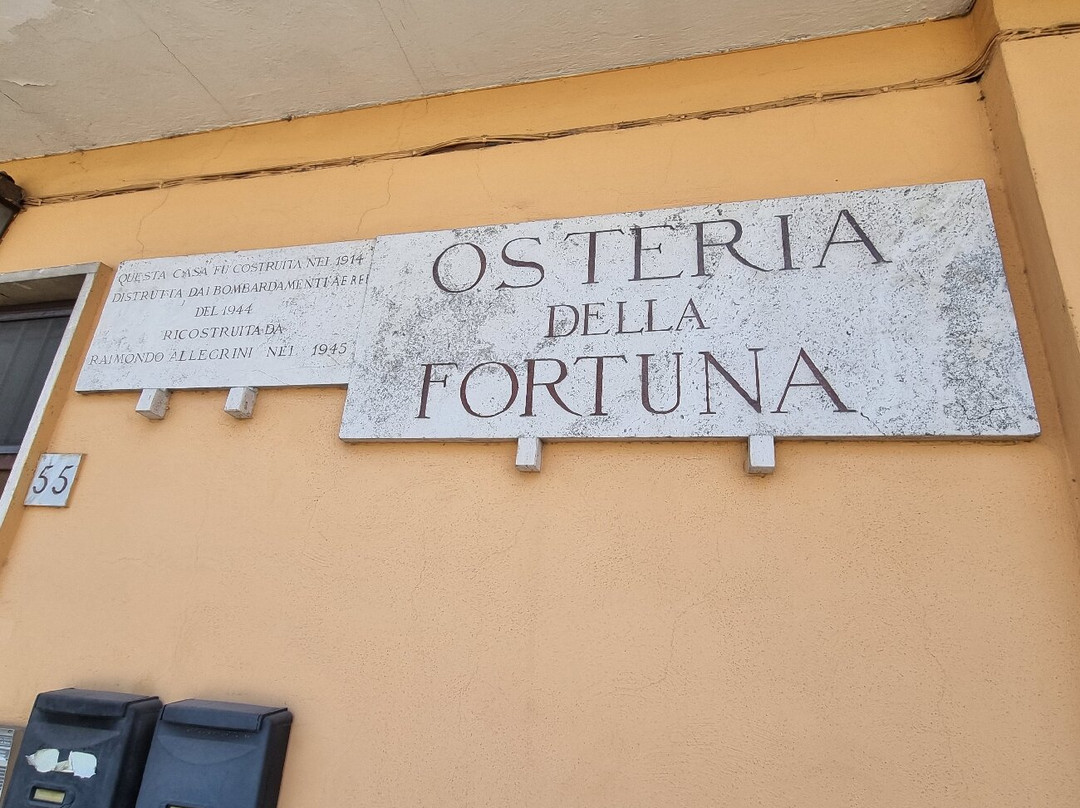 QUESTA CASA FU COSTRUITA NEL 1914
DISTRUTTA DAI BOMBARDAMENTI AEREI
DEL 1944
RICOSTRUITA DA
RAIMONDO ALLEGRINI NEL 1945
OSTERIA
DELLA
FORTUNA
55